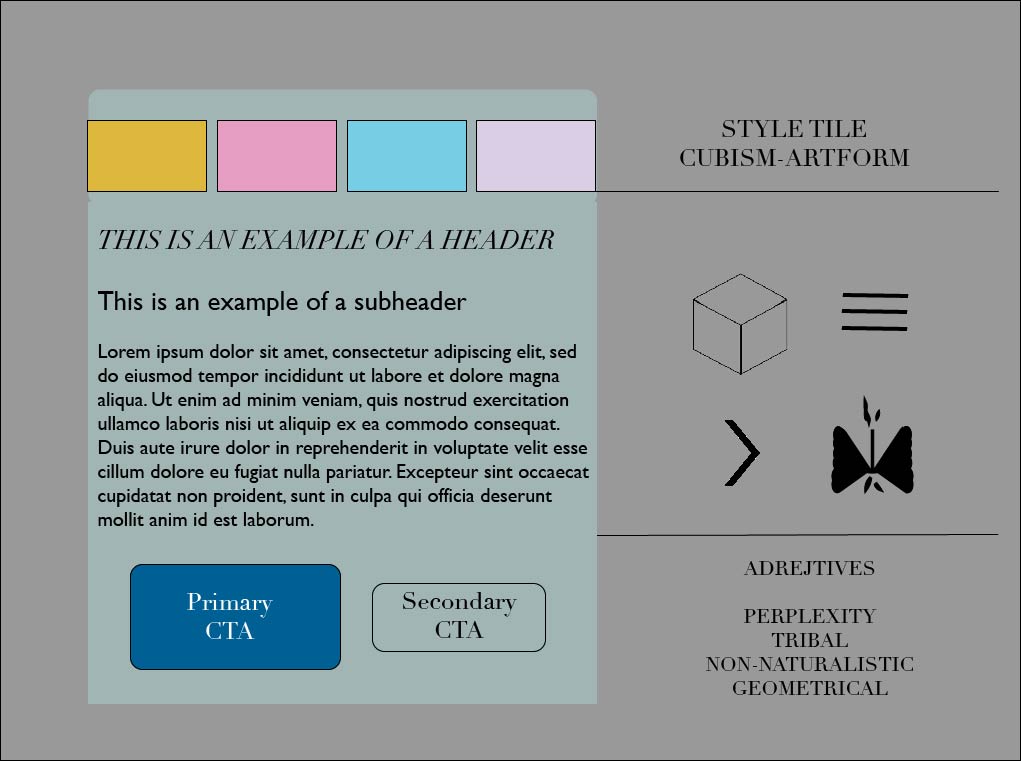 STYLE TILE
CUBISM-ARTFORM
THIS IS AN EXAMPLE OF A HEADER
This is an example of a subheader
Lorem ipsum dolor sit amet, consectetur adipiscing elit, sed
do eiusmod tempor incididunt ut labore et dolore magna
aliqua. Ut enim ad minim veniam, quis nostrud exercitation
ullamco laboris nisi ut aliquip ex ea commodo consequat.
Duis aute irure dolor in reprehenderit in voluptate velit esse
cillum dolore eu fugiat nulla pariatur. Excepteur sint occaecat
cupidatat non proident, sunt in culpa qui officia deserunt
mollit anim id est laborum.
Primary
CTA
Secondary
CTA
ADREJTIVES
PERPLEXITY
TRIBAL
NON-NATURALISTIC
GEOMETRICAL